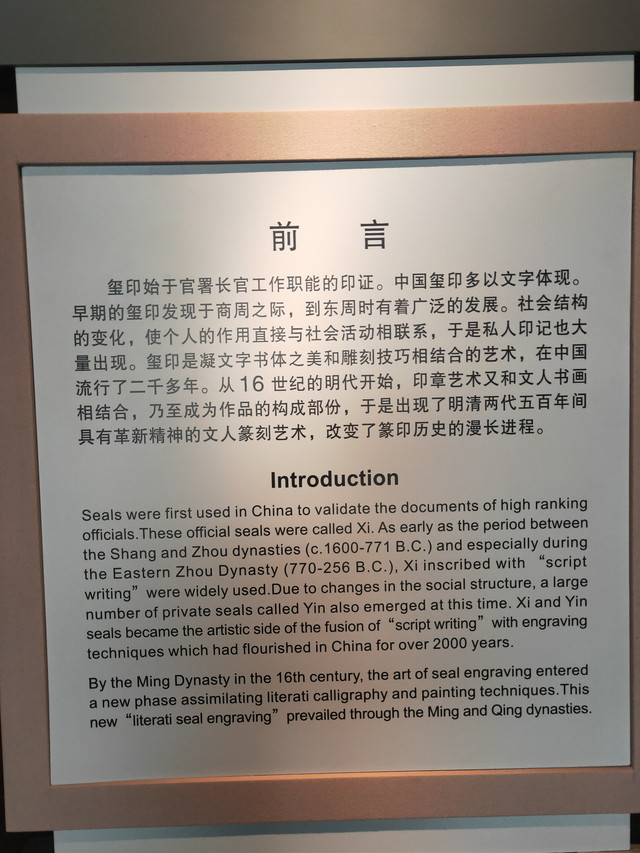 前 言
玺印始于官署长官工作职能的印证。中国玺印多以文字体现。
早期的玺印发现于商周之际，到东周时有着广泛的发展。社会结构
的变化，使个人的作用直接与社会活动相联系，于是私人印记也大
量出现。玺印是凝文字书体之美和雕刻技巧相结合的艺术，在中国
流行了二千多年。从 16 世纪的明代开始，印章艺术又和文人书画
相结合，乃至成为作品的构成部份，于是出现了明清两代五百年间
具有革新精神的文人篆刻艺术，改变了篆印历史的漫长进程。
Introduction
Seals were first used in China to validate the documents of high ranking
officials.These official seals were called Xi. As early as the period between
the Shang and Zhou dynasties (c.1600-771 B.C.) and especially during
the Eastern Zhou Dynasty (770-256 B.C.), Xi inscribed with “script
writing” were widely used.Due to changes in the social structure, a large
number of private seals called Yin also emerged at this time. Xi and Yin
seals became the artistic side of the fusion of “script writing” with engraving
techniques which had flourished in China for over 2000 years.
By the Ming Dynasty in the 16th century, the art of seal engraving entered
a new phase assimilating literati calligraphy and painting techniques.This
new “literati seal engraving” prevailed through the Ming and Qing dynasties.